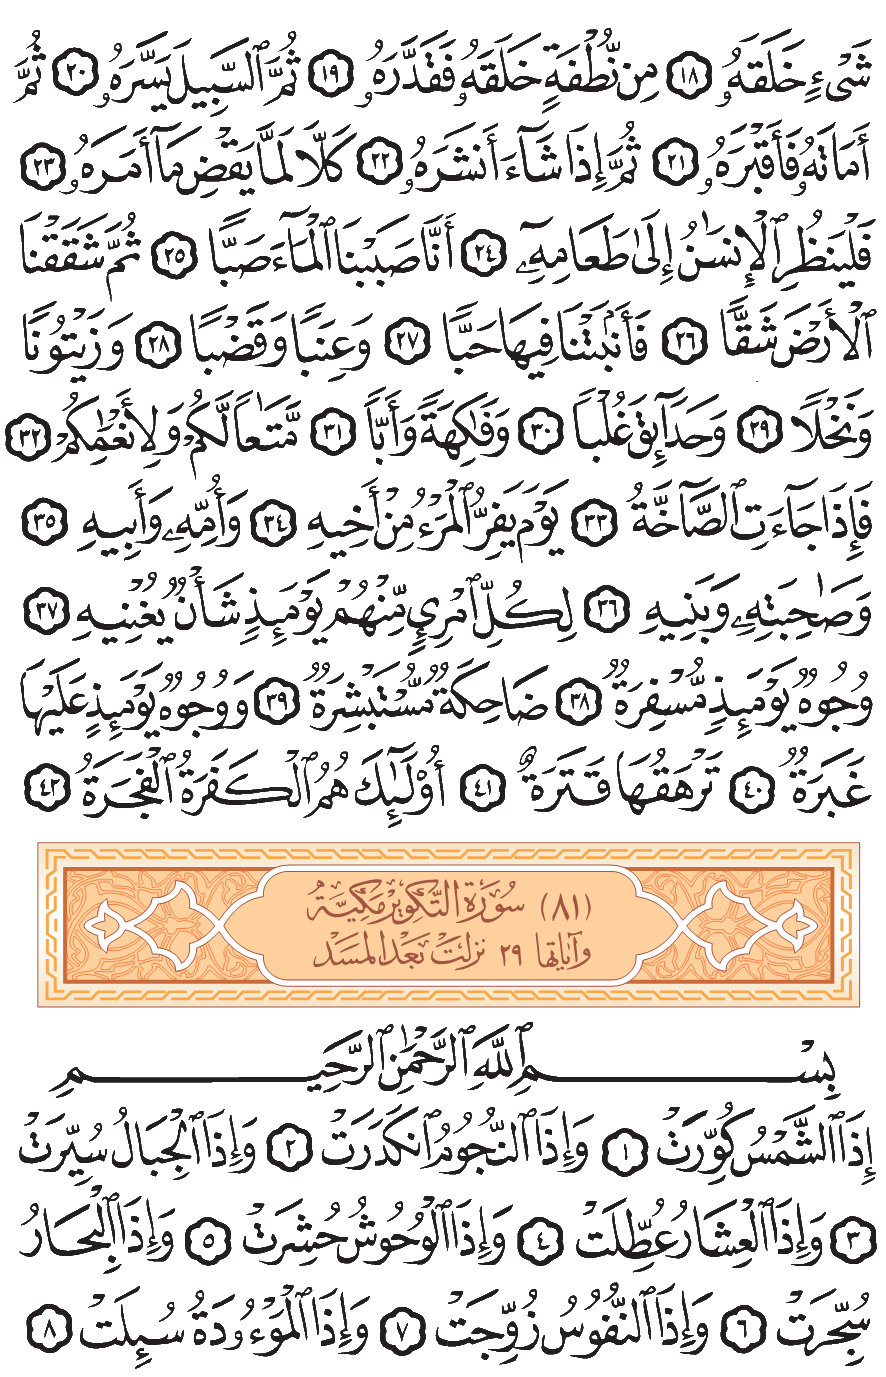 شَىْءٍ خَلَقَهُۥ ١٨ مِن نُّطْفَةٍ خَلَقَهُۥ فَقَدَّرَهُۥ ١٩ ثُمَّ ٱلسَّبِيلَ يَسَّرَهُۥ ٢٠ ثُمَّ
أَمَاتَهُۥ فَأَقْبَرَهُۥ ٢١ ثُمَّ إِذَا شَآءَ أَنشَرَهُۥ ٢٢ كَلَّا لَمَّا يَقْضِ مَآ أَمَرَهُۥ ٢٣
فَلْيَنظُرِ ٱلْإِنسَٰنُ إِلَىٰ طَعَامِهِۦٓ ٢٤ أَنَّا صَبَبْنَا ٱلْمَآءَ صَبًّا ٢٥ ثُمَّ شَقَقْنَا
ٱلْأَرْضَ شَقًّا ٢٦ فَأَنۢبَتْنَا فِيهَا حَبًّا ٢٧ وَعِنَبًا وَقَضْبًا ٢٨ وَزَيْتُونًا
وَنَخْلًا ٢٩ وَحَدَآئِقَ غُلْبًا ٣٠ وَفَٰكِهَةً وَأَبًّا ٣١ مَّتَٰعًا لَّكُمْ وَلِأَنْعَٰمِكُمْ ٣٢
فَإِذَا جَآءَتِ ٱلصَّآخَّةُ ٣٣ يَوْمَ يَفِرُّ ٱلْمَرْءُ مِنْ أَخِيهِ ٣٤ وَأُمِّهِۦ وَأَبِيهِ ٣٥
وَصَٰحِبَتِهِۦ وَبَنِيهِ ٣٦ لِكُلِّ ٱمْرِئٍ مِّنْهُمْ يَوْمَئِذٍ شَأْنٌ يُغْنِيهِ ٣٧
وُجُوهٌ يَوْمَئِذٍ مُّسْفِرَةٌ ٣٨ ضَاحِكَةٌ مُّسْتَبْشِرَةٌ ٣٩ وَوُجُوهٌ يَوْمَئِذٍ عَلَيْهَا
غَبَرَةٌ ٤٠ تَرْهَقُهَا قَتَرَةٌ ٤١ أُو۟لَٰٓئِكَ هُمُ ٱلْكَفَرَةُ ٱلْفَجَرَةُ ٤٢
(٨١) سُورَة التَّكوير مَكيَّة
وآياتها ٢٩ نزلت بَعْد المسَد
بِسْمِ ٱللَّهِ ٱلرَّحْمَٰنِ ٱلرَّحِيمِ
إِذَا ٱلشَّمْسُ كُوِّرَتْ ١ وَإِذَا ٱلنُّجُومُ ٱنكَدَرَتْ ٢ وَإِذَا ٱلْجِبَالُ سُيِّرَتْ
٣ وَإِذَا ٱلْعِشَارُ عُطِّلَتْ ٤ وَإِذَا ٱلْوُحُوشُ حُشِرَتْ ٥ وَإِذَا ٱلْبِحَارُ
سُجِّرَتْ ٦ وَإِذَا ٱلنُّفُوسُ زُوِّجَتْ ٧ وَإِذَا ٱلْمَوْءُۥدَةُ سُئِلَتْ ٨